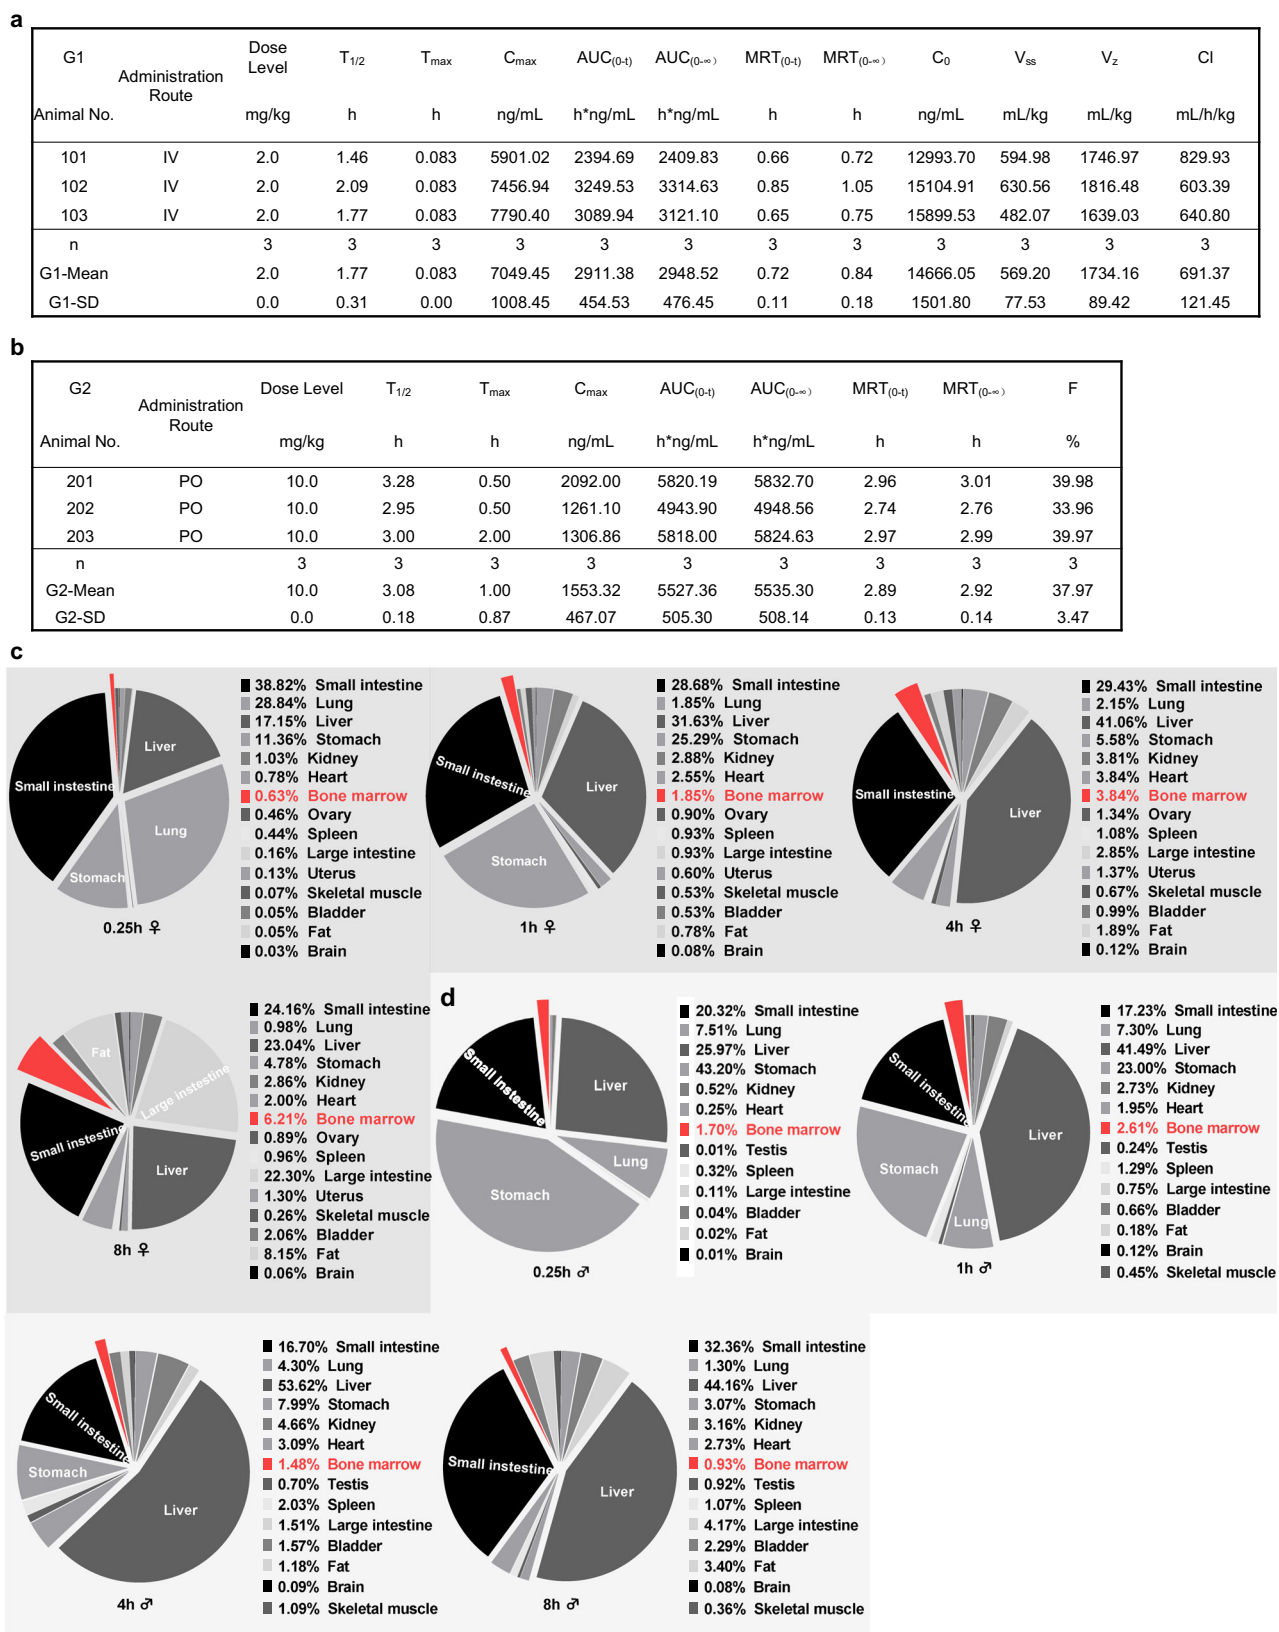 a
G1 Administration Route Dose Level T1/2 Tmax Cmax AUC(0-t) AUC(0-∞) MRT(0-t) MRT(0-∞) C0 Vss Vz Cl
Animal No. mg/kg h h ng/mL h*ng/mL h*ng/mL h h ng/mL mL/kg mL/kg mL/h/kg
101 IV 2.0 1.46 0.083 5901.02 2394.69 2409.83 0.66 0.72 12993.70 594.98 1746.97 829.93
102 IV 2.0 2.09 0.083 7456.94 3249.53 3314.63 0.85 1.05 15104.91 630.56 1816.48 603.39
103 IV 2.0 1.77 0.083 7790.40 3089.94 3121.10 0.65 0.75 15899.53 482.07 1639.03 640.80
n 3 3 3 3 3 3 3 3 3 3 3 3
G1-Mean 2.0 1.77 0.083 7049.45 2911.38 2948.52 0.72 0.84 14666.05 569.20 1734.16 691.37
G1-SD 0.0 0.31 0.00 1008.45 454.53 476.45 0.11 0.18 1501.80 77.53 89.42 121.45
b
G2 Administration Route Dose Level T1/2 Tmax Cmax AUC(0-t) AUC(0-∞) MRT(0-t) MRT(0-∞) F
Animal No. mg/kg h h ng/mL h*ng/mL h*ng/mL h h %
201 PO 10.0 3.28 0.50 2092.00 5820.19 5832.70 2.96 3.01 39.98
202 PO 10.0 2.95 0.50 1261.10 4943.90 4948.56 2.74 2.76 33.96
203 PO 10.0 3.00 2.00 1306.86 5818.00 5824.63 2.97 2.99 39.97
n 3 3 3 3 3 3 3 3 3
G2-Mean 10.0 3.08 1.00 1553.32 5527.36 5535.30 2.89 2.92 37.97
G2-SD 0.0 0.18 0.87 467.07 505.30 508.14 0.13 0.14 3.47
c
Liver
Small instestine
Lung
Stomach
0.25h ♀
38.82% Small intestine
28.84% Lung
17.15% Liver
11.36% Stomach
1.03% Kidney
0.78% Heart
0.63% Bone marrow
0.46% Ovary
0.44% Spleen
0.16% Large intestine
0.13% Uterus
0.07% Skeletal muscle
0.05% Bladder
0.05% Fat
0.03% Brain
Small instestine
Liver
Stomach
1h ♀
28.68% Small intestine
1.85% Lung
31.63% Liver
25.29% Stomach
2.88% Kidney
2.55% Heart
1.85% Bone marrow
0.90% Ovary
0.93% Spleen
0.93% Large intestine
0.60% Uterus
0.53% Skeletal muscle
0.53% Bladder
0.78% Fat
0.08% Brain
Small instestine
Liver
4h ♀
29.43% Small intestine
2.15% Lung
41.06% Liver
5.58% Stomach
3.81% Kidney
3.84% Heart
3.84% Bone marrow
1.34% Ovary
1.08% Spleen
2.85% Large intestine
1.37% Uterus
0.67% Skeletal muscle
0.99% Bladder
1.89% Fat
0.12% Brain
Fat
Large instestine
Small instestine
Liver
8h ♀
24.16% Small intestine
0.98% Lung
23.04% Liver
4.78% Stomach
2.86% Kidney
2.00% Heart
6.21% Bone marrow
0.89% Ovary
0.96% Spleen
22.30% Large intestine
1.30% Uterus
0.26% Skeletal muscle
2.06% Bladder
8.15% Fat
0.06% Brain
d
Small instestine
Liver
Lung
Stomach
0.25h ♂
20.32% Small intestine
7.51% Lung
25.97% Liver
43.20% Stomach
0.52% Kidney
0.25% Heart
1.70% Bone marrow
0.01% Testis
0.32% Spleen
0.11% Large intestine
0.04% Bladder
0.02% Fat
0.01% Brain
Small instestine
Liver
Stomach
Lung
1h ♂
17.23% Small intestine
7.30% Lung
41.49% Liver
23.00% Stomach
2.73% Kidney
1.95% Heart
2.61% Bone marrow
0.24% Testis
1.29% Spleen
0.75% Large intestine
0.66% Bladder
0.18% Fat
0.12% Brain
0.45% Skeletal muscle
Small instestine
Stomach
Liver
4h ♂
16.70% Small intestine
4.30% Lung
53.62% Liver
7.99% Stomach
4.66% Kidney
3.09% Heart
1.48% Bone marrow
0.70% Testis
2.03% Spleen
1.51% Large intestine
1.57% Bladder
1.18% Fat
0.09% Brain
1.09% Skeletal muscle
Small instestine
Liver
8h ♂
32.36% Small intestine
1.30% Lung
44.16% Liver
3.07% Stomach
3.16% Kidney
2.73% Heart
0.93% Bone marrow
0.92% Testis
1.07% Spleen
4.17% Large intestine
2.29% Bladder
3.40% Fat
0.08% Brain
0.36% Skeletal muscle